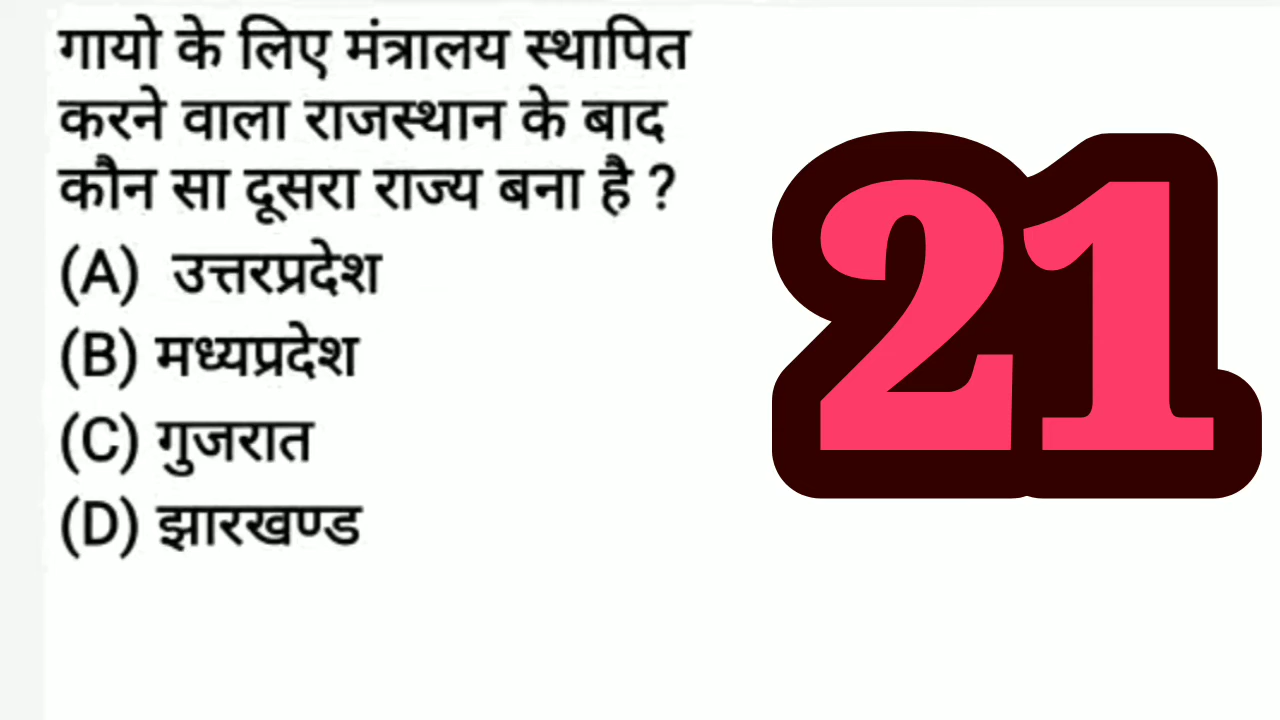 गायो के लिए मंत्रालय स्थापित
करने वाला राजस्थान के बाद
कौन सा दूसरा राज्य बना है ?
(A) उत्तरप्रदेश
(B) मध्यप्रदेश
(C) गुजरात
(D) झारखण्ड
21